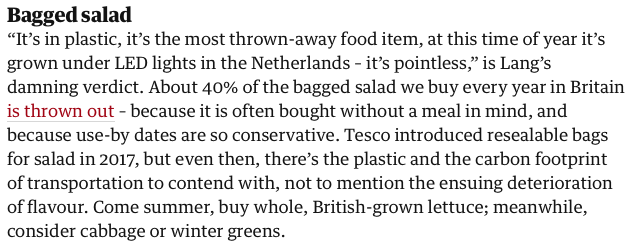 Bagged salad
“It’s in plastic, it’s the most thrown-away food item, at this time of year it’s
grown under LED lights in the Netherlands – it’s pointless,” is Lang’s
damning verdict. About 40% of the bagged salad we buy every year in Britain
is thrown out – because it is often bought without a meal in mind, and
because use-by dates are so conservative. Tesco introduced resealable bags
for salad in 2017, but even then, there’s the plastic and the carbon footprint
of transportation to contend with, not to mention the ensuing deterioration
of flavour. Come summer, buy whole, British-grown lettuce; meanwhile,
consider cabbage or winter greens.